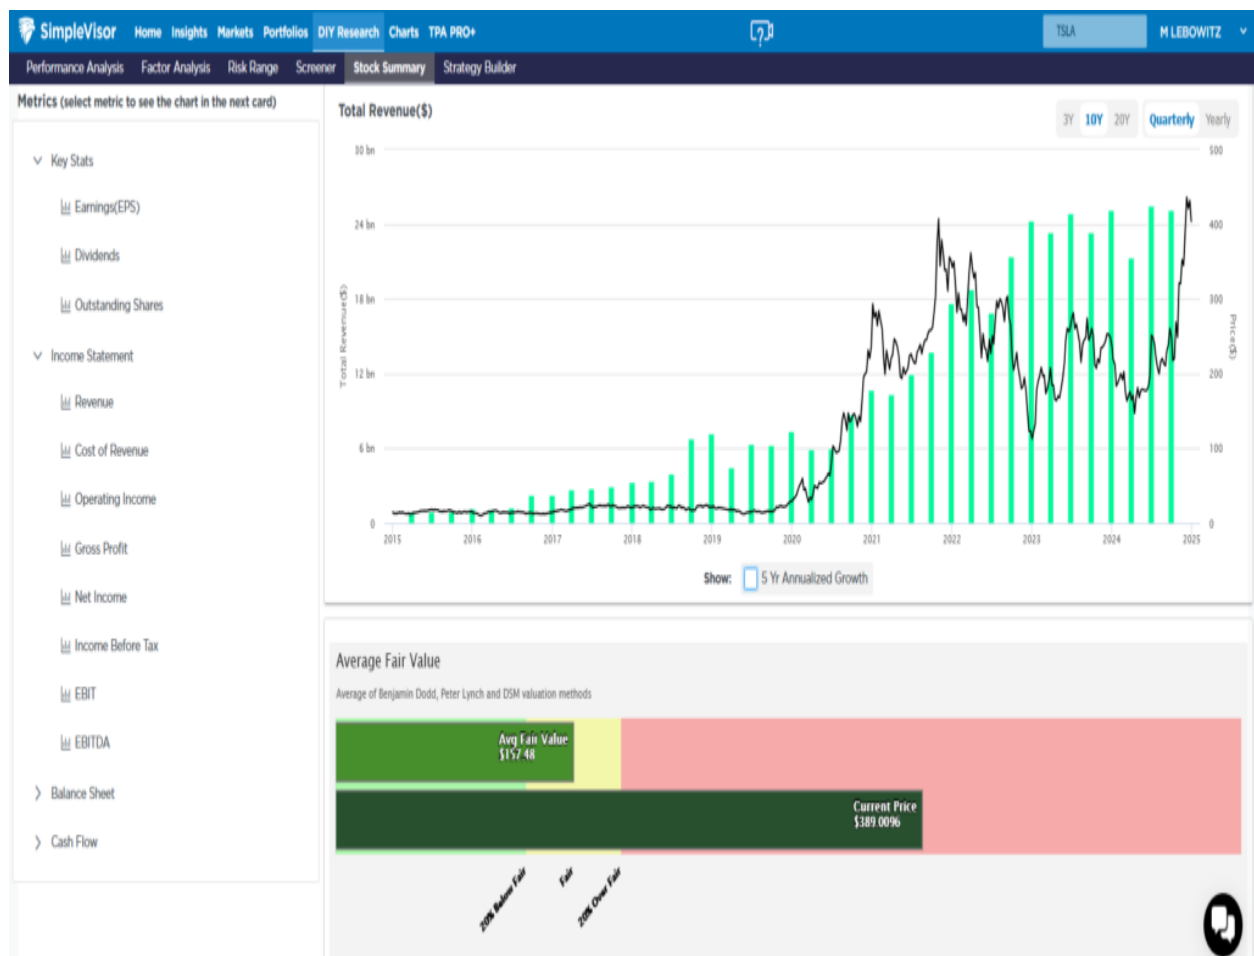 SimpleVisor Home Insights Markets Portfolios DIY Research Charts TPA PRO+ TSLA M LEBOWITZ
Performance Analysis Factor Analysis Risk Range Screener Stock Summary Strategy Builder
Metrics (select metric to see the chart in the next card)
Key Stats
Earnings(EPS)
Dividends
Outstanding Shares
Income Statement
Revenue
Cost of Revenue
Operating Income
Gross Profit
Net Income
Income Before Tax
EBIT
EBITDA
Balance Sheet
Cash Flow
Total Revenue($)
3Y 10Y 20Y Quarterly Yearly
30 bn 500
24 bn 400
18 bn 300
12 bn 200
6 bn 100
0 0
Total Revenue($)
Price($)
2015 2016 2017 2018 2019 2020 2021 2022 2023 2024 2025
Show: 5 Yr Annualized Growth
Average Fair Value
Average of Benjamin Dodd, Peter Lynch and DSM valuation methods
Avg Fair Value
$157.48
Current Price
$389.0096
20% Below Fair
Fair
20% Over Fair